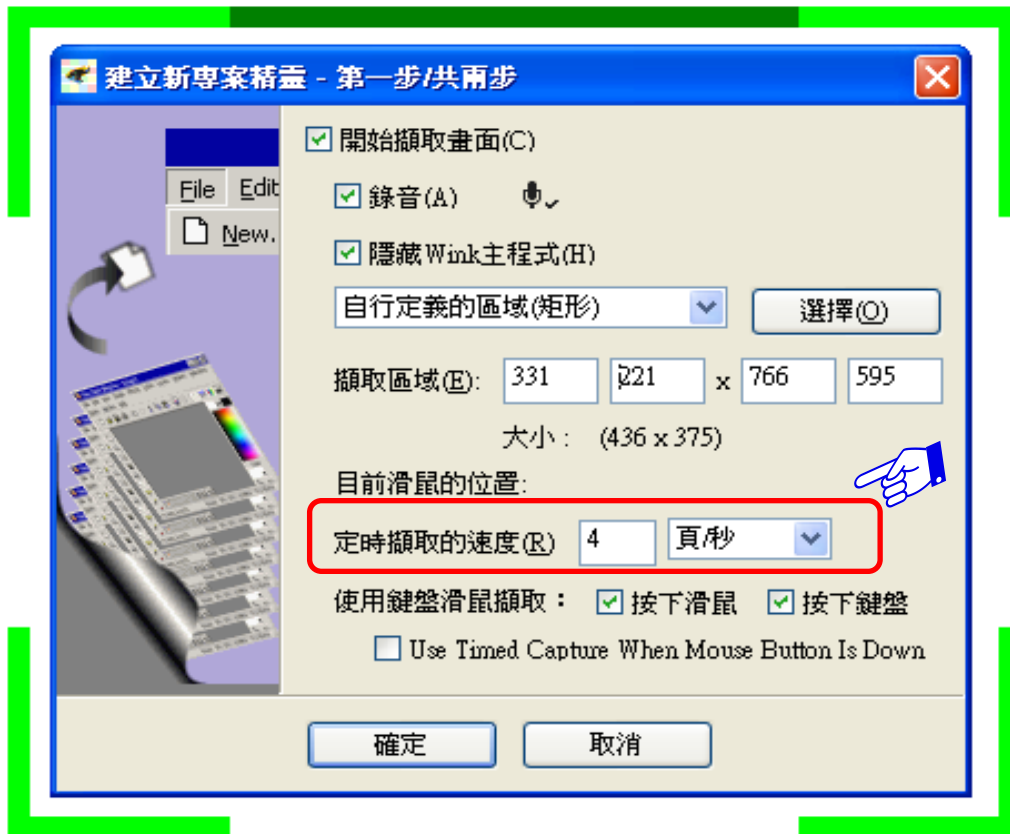 建立新專案精靈 - 第一步/共兩步
File Edit
New.
開始擷取畫面(C)
錄音(A)
隱藏Wink主程式(H)
自行定義的區域(矩形) 選擇(O)
擷取區域(E): 331 221 x 766 595
大小 : (436 x 375)
目前滑鼠的位置:
定時擷取的速度(R) 4 頁/秒
使用鍵盤滑鼠擷取： 按下滑鼠 按下鍵盤
Use Timed Capture When Mouse Button Is Down
確定 取消